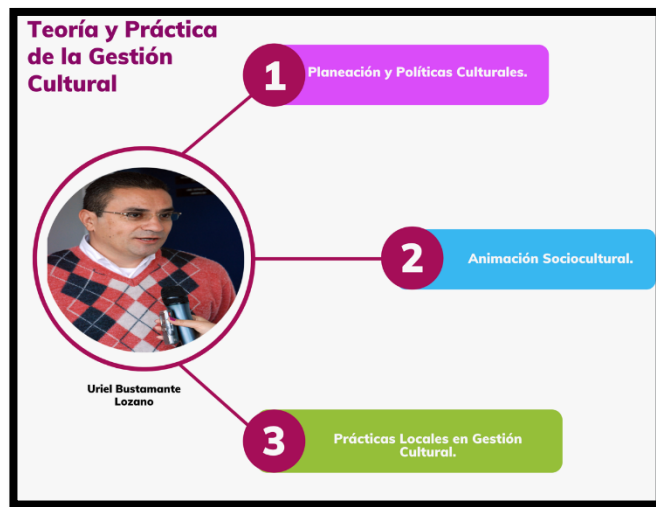 Teoría y Práctica
de la Gestión
Cultural
1
Planeación y Políticas Culturales.
2
Animación Sociocultural.
Uriel Bustamante
Lozano
3
Prácticas Locales en Gestión
Cultural.